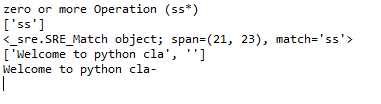 zero or more Operation (ss*)
['ss']
<_sre.SRE_Match object; span=(21, 23), match='ss'>
['Welcome to python cla', '']
Welcome to python cla-